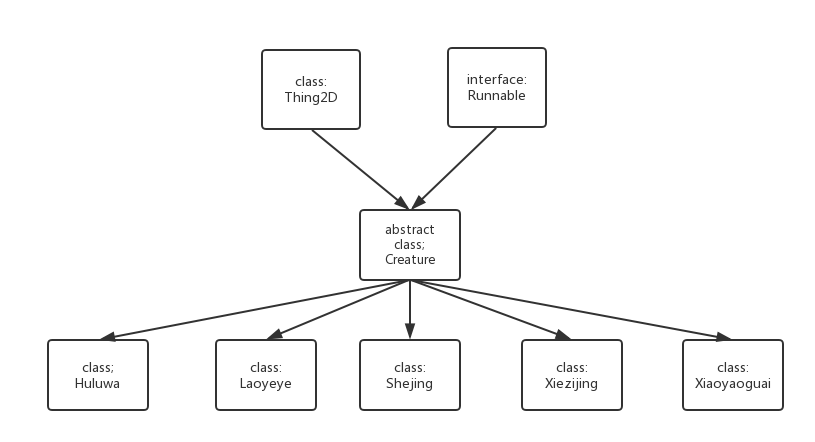 class:
Thing2D
interface:
Runnable
abstract
class;
Creature
class;
Huluwa
class:
Laoyeye
class:
Shejing
class:
Xiezijing
class:
Xiaoyaoguai